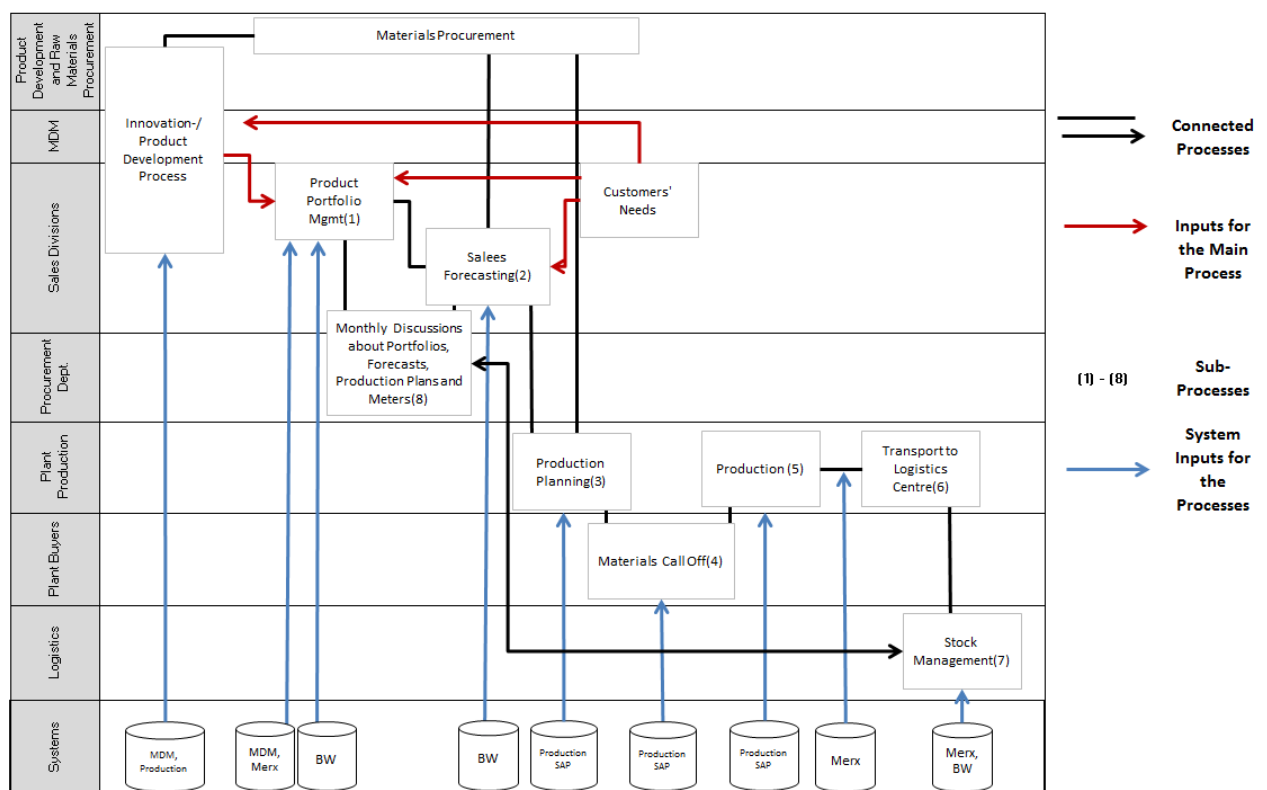 Product
Development
and Raw
Materials
Procurement
Materials Procurement
Innovation-/
Product
Development
Process
MDM
Connected
Processes
Sales Divisions
Product
Portfolio
Mgmt(1)
Customers'
Needs
Salees
Forecasting(2)
Inputs for
the Main
Process
Monthly Discussions
about Portfolios,
Forecasts,
Production Plans and
Meters(8)
Procurement
Dept.
(1) - (8)
Sub-
Processes
Plant
Production
Production
Planning(3)
Production (5)
Transport to
Logistics
Centre(6)
System
Inputs for
the
Processes
Plant Buyers
Materials Call Off(4)
Logistics
Stock
Management(7)
Systems
MDM,
Production
MDM,
Merx
BW
BW
Production
SAP
Production
SAP
Production
SAP
Merx
Merx,
BW